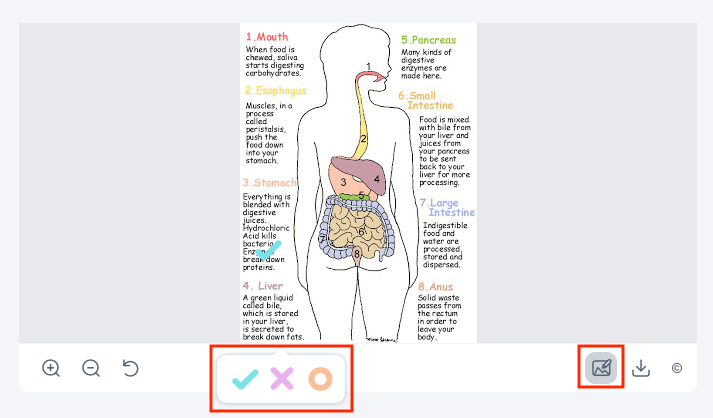 1.Mouth
When food is
chewed, saliva
starts digesting
carbohydrates.
2.Esophagus
Muscles, in a
process
called
peristalsis,
push the
food down
into your
stomach.
3.Stomach
Everything is
blended with
digestive
juices.
Hydrochloric
Acid kills
bacteria
break down
proteins.
4. Liver
A green liquid
called bile,
which is stored
in your liver,
is secreted to
break down fats.
1
2
3
4
5
6
7
8
5.Pancreas
Many kinds of
digestive
enzymes are
made here.
6.Small
Intestine
Food is mixed
with bile from
your liver and
juices from
your pancreas
to be sent
back to your
liver for more
processing.
7.Large
Intestine
Indigestible
food and
water are
processed,
stored and
dispersed.
8.Anus
Solid waste
passes from
the rectum
in order to
leave your
body.
©